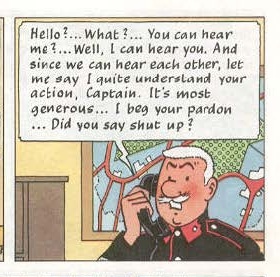 Hello?... What?... You can hear
me?... Well, I can hear you. And
since we can hear each other, let
me say I quite understand your
action, Captain. It's most
generous... I beg your pardon
... Did you say shut up?